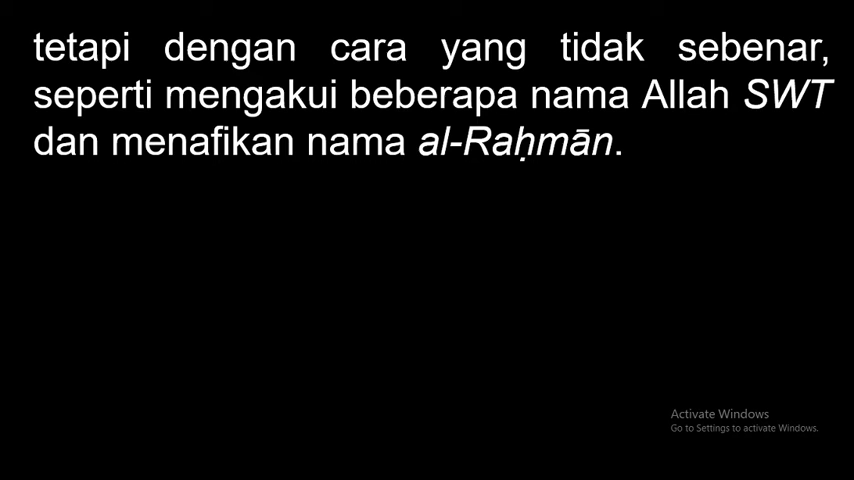 tetapi dengan cara yang tidak sebenar,
seperti mengakui beberapa nama Allah SWT
dan menafikan nama al-Raḥmān.
Activate Windows
Go to Settings to activate Windows.